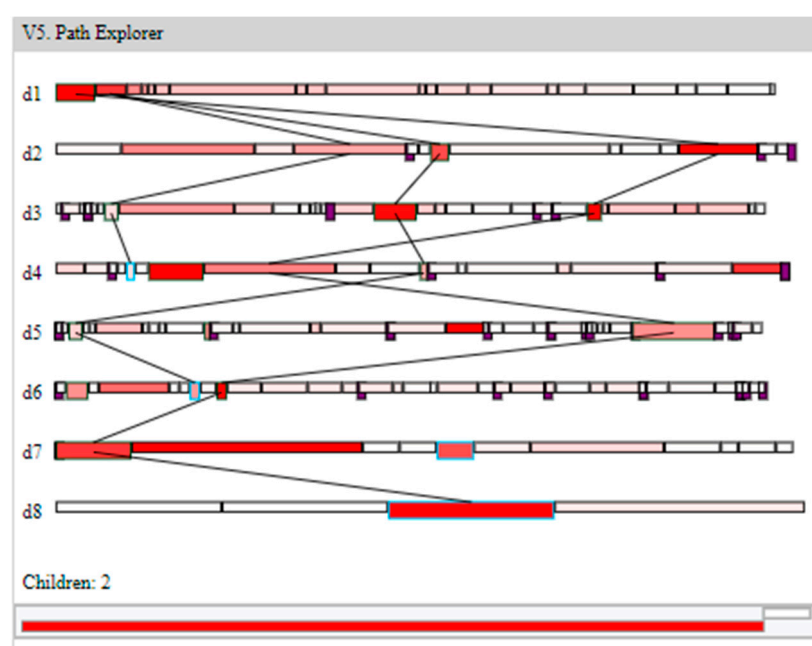 V5. Path Explorer
d1
d2
d3
d4
d5
d6
d7
d8
Children: 2